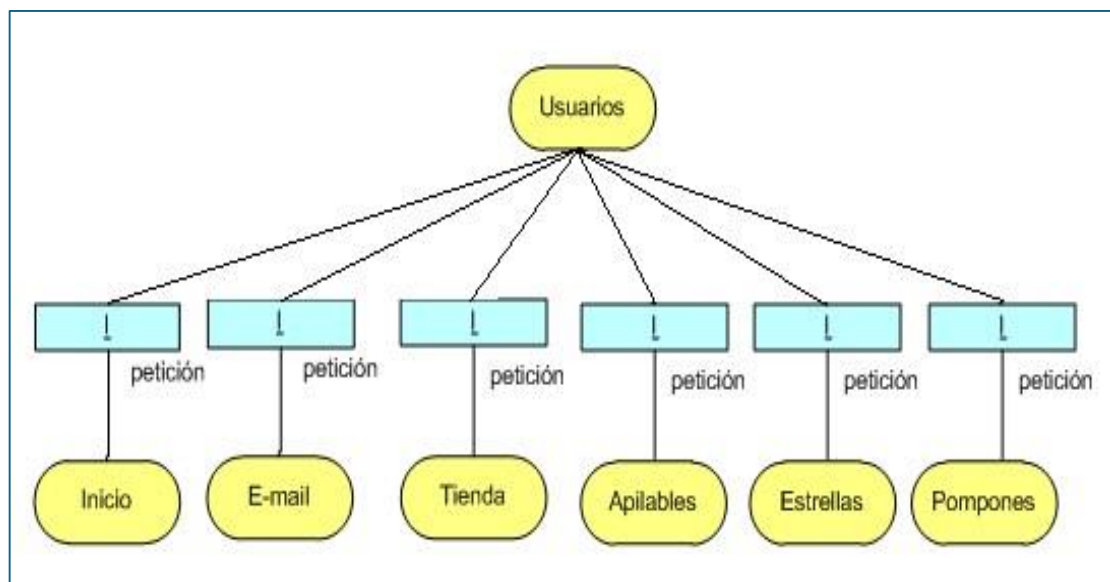 Usuarios
L
L
L
L
L
L
petición
petición
petición
petición
petición
petición
Inicio
E-mail
Tienda
Apilables
Estrellas
Pompones